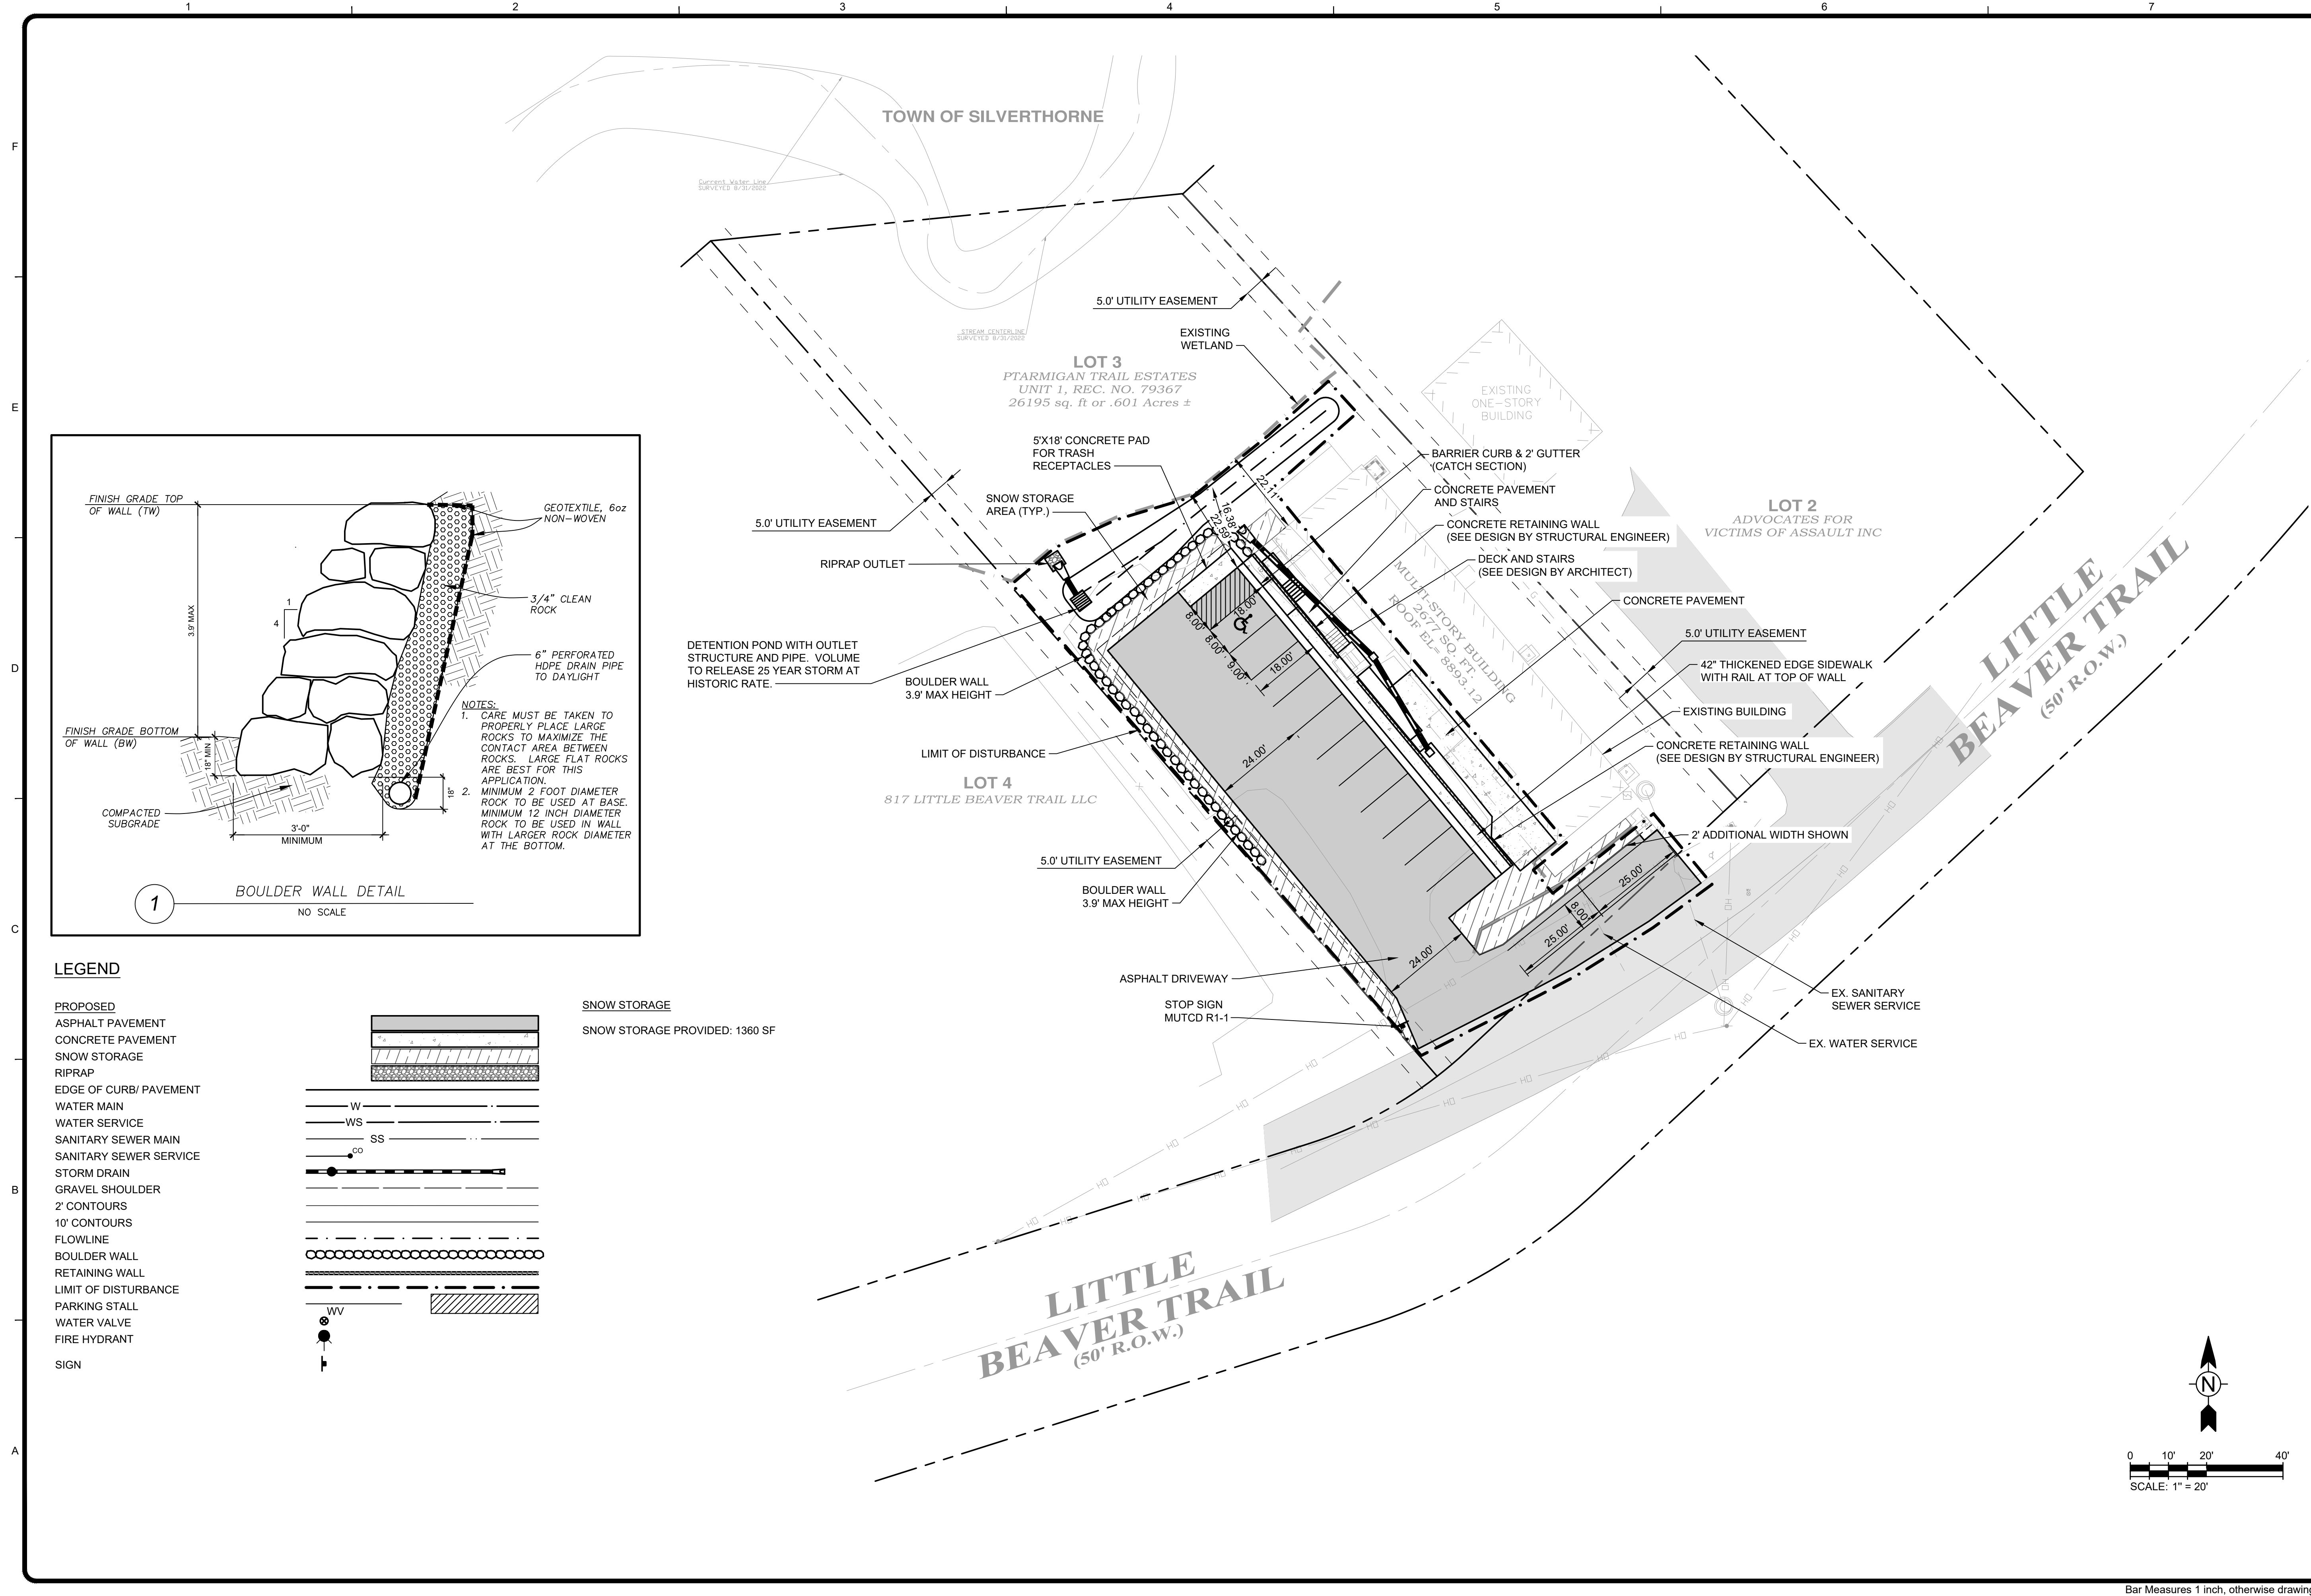 1 2 3 4 5 6 7
F
E
D
C
B
A
TOWN OF SILVERTHORNE
Current Water Line
SURVEYED 8/31/2022
STREAM CENTERLINE
SURVEYED 8/31/2022
5.0' UTILITY EASEMENT
EXISTING
WETLAND
LOT 3
PTARMIGAN TRAIL ESTATES
UNIT 1, REC. NO. 79367
26195 sq. ft or .601 Acres ±
EXISTING
ONE-STORY
BUILDING
5'X18' CONCRETE PAD
FOR TRASH
RECEPTACLES
SNOW STORAGE
AREA (TYP.)
5.0' UTILITY EASEMENT
RIPRAP OUTLET
DETENTION POND WITH OUTLET
STRUCTURE AND PIPE. VOLUME
TO RELEASE 25 YEAR STORM AT
HISTORIC RATE.
BOULDER WALL
3.9' MAX HEIGHT
LIMIT OF DISTURBANCE
LOT 4
817 LITTLE BEAVER TRAIL LLC
5.0' UTILITY EASEMENT
BOULDER WALL
3.9' MAX HEIGHT
ASPHALT DRIVEWAY
STOP SIGN
MUTCD R1-1
BARRIER CURB & 2' GUTTER
(CATCH SECTION)
CONCRETE PAVEMENT
AND STAIRS
CONCRETE RETAINING WALL
(SEE DESIGN BY STRUCTURAL ENGINEER)
DECK AND STAIRS
(SEE DESIGN BY ARCHITECT)
CONCRETE PAVEMENT
5.0' UTILITY EASEMENT
42" THICKENED EDGE SIDEWALK
WITH RAIL AT TOP OF WALL
EXISTING BUILDING
CONCRETE RETAINING WALL
(SEE DESIGN BY STRUCTURAL ENGINEER)
2' ADDITIONAL WIDTH SHOWN
EX. SANITARY
SEWER SERVICE
EX. WATER SERVICE
LOT 2
ADVOCATES FOR
VICTIMS OF ASSAULT INC
MULTI-STORY BUILDING
2677 SQ. FT.
ROOF EL= 8893.12
22.11'
16.38'
22.59'
18.00'
8.00'
8.00'
9.00'
18.00'
24.00'
24.00'
25.00'
8.00'
25.00'
LITTLE
BEAVER TRAIL
(50' R.O.W.)
LITTLE
BEAVER TRAIL
(50' R.O.W.)
FINISH GRADE TOP
OF WALL (TW)
GEOTEXTILE, 6oz
NON-WOVEN
3.9' MAX
1
4
3/4" CLEAN
ROCK
6" PERFORATED
HDPE DRAIN PIPE
TO DAYLIGHT
FINISH GRADE BOTTOM
OF WALL (BW)
18" MIN
18"
COMPACTED
SUBGRADE
3'-0"
MINIMUM
NOTES:
1. CARE MUST BE TAKEN TO
PROPERLY PLACE LARGE
ROCKS TO MAXIMIZE THE
CONTACT AREA BETWEEN
ROCKS. LARGE FLAT ROCKS
ARE BEST FOR THIS
APPLICATION.
2. MINIMUM 2 FOOT DIAMETER
ROCK TO BE USED AT BASE.
MINIMUM 12 INCH DIAMETER
ROCK TO BE USED IN WALL
WITH LARGER ROCK DIAMETER
AT THE BOTTOM.
1 BOULDER WALL DETAIL
NO SCALE
LEGEND
PROPOSED
ASPHALT PAVEMENT
CONCRETE PAVEMENT
SNOW STORAGE
RIPRAP
EDGE OF CURB/ PAVEMENT
WATER MAIN W
WATER SERVICE WS
SANITARY SEWER MAIN SS
SANITARY SEWER SERVICE CO
STORM DRAIN
GRAVEL SHOULDER
2' CONTOURS
10' CONTOURS
FLOWLINE
BOULDER WALL
RETAINING WALL
LIMIT OF DISTURBANCE
PARKING STALL
WV
WATER VALVE
FIRE HYDRANT
SIGN
SNOW STORAGE
SNOW STORAGE PROVIDED: 1360 SF
N
0 10' 20' 40'
SCALE: 1" = 20'
Bar Measures 1 inch, otherwise drawing